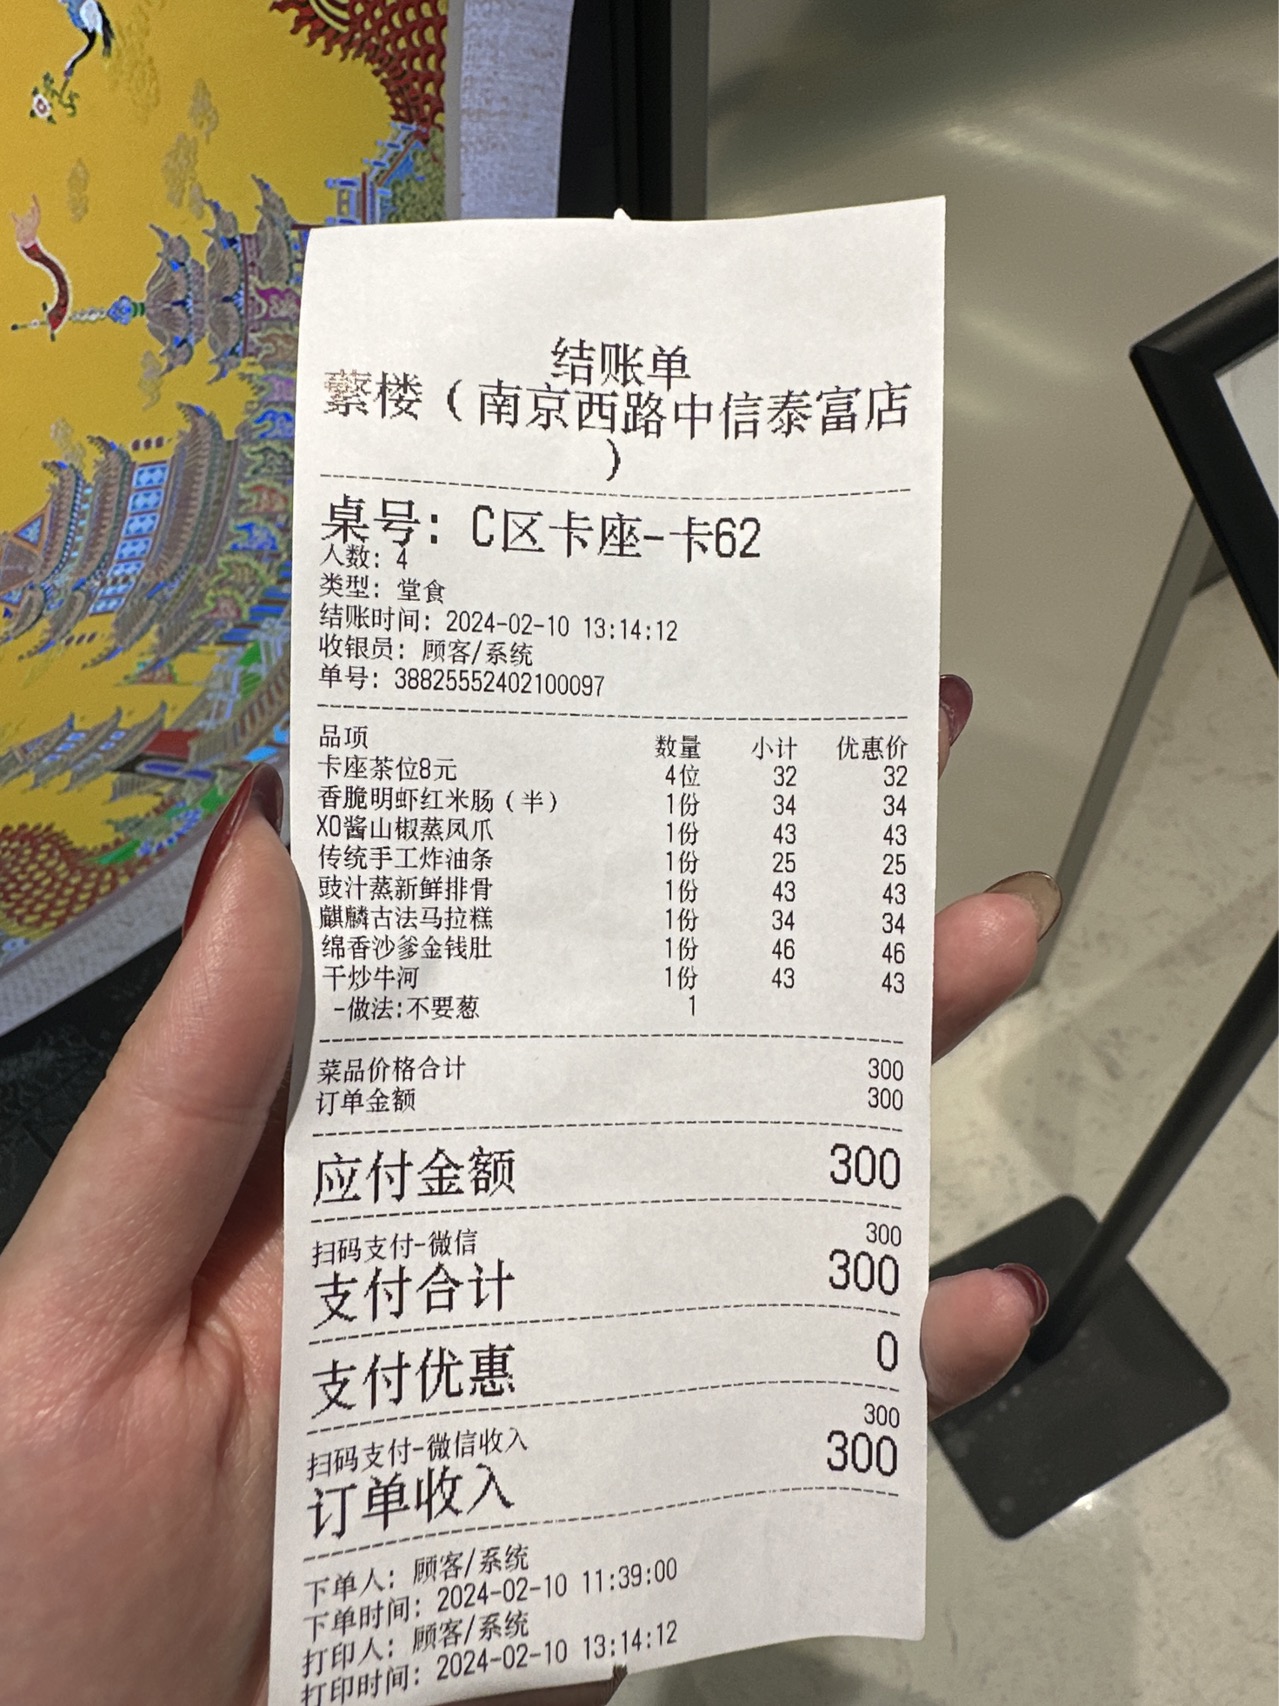 结账单
蘩楼（南京西路中信泰富店
）
桌号：C区卡座-卡62
人数：4
类型：堂食
结账时间：2024-02-10 13:14:12
收银员：顾客/系统
单号：38825552402100097
品项 数量 小计 优惠价
卡座茶位8元 4位 32 32
香脆明虾红米肠（半） 1份 34 34
XO酱山椒蒸凤爪 1份 43 43
传统手工炸油条 1份 25 25
豉汁蒸新鲜排骨 1份 43 43
麒麟古法马拉糕 1份 34 34
绵香沙爹金钱肚 1份 46 46
干炒牛河 1份 43 43
-做法:不要葱 1
菜品价格合计 300
订单金额 300
应付金额 300
扫码支付-微信 300
支付合计 300
支付优惠 0
扫码支付-微信收入 300
订单收入 300
下单人：顾客/系统
下单时间：2024-02-10 11:39:00
打印人：顾客/系统
打印时间：2024-02-10 13:14:12